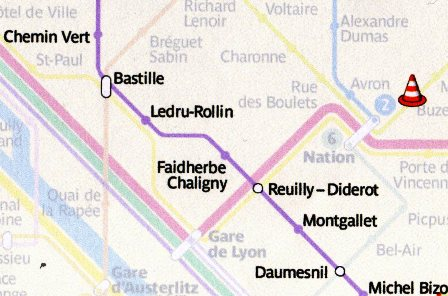 Hôtel de Ville
Richard
Lenoir
Voltaire
Alexandre
Dumas
Chemin Vert
St-Paul
Bréguet
Sabin
Charonne
Avron
Bastille
Rue
des Boulets
2
Buze
Ledru-Rollin
6
Nation
Faidherbe
Chaligny
Porte d
Vincenn
Reuilly – Diderot
Quai de
la Rapée
Montgallet
Picpus
Gare
de Lyon
Bel-Air
Daumesnil
Gare
d'Austerlitz
Michel Bizo